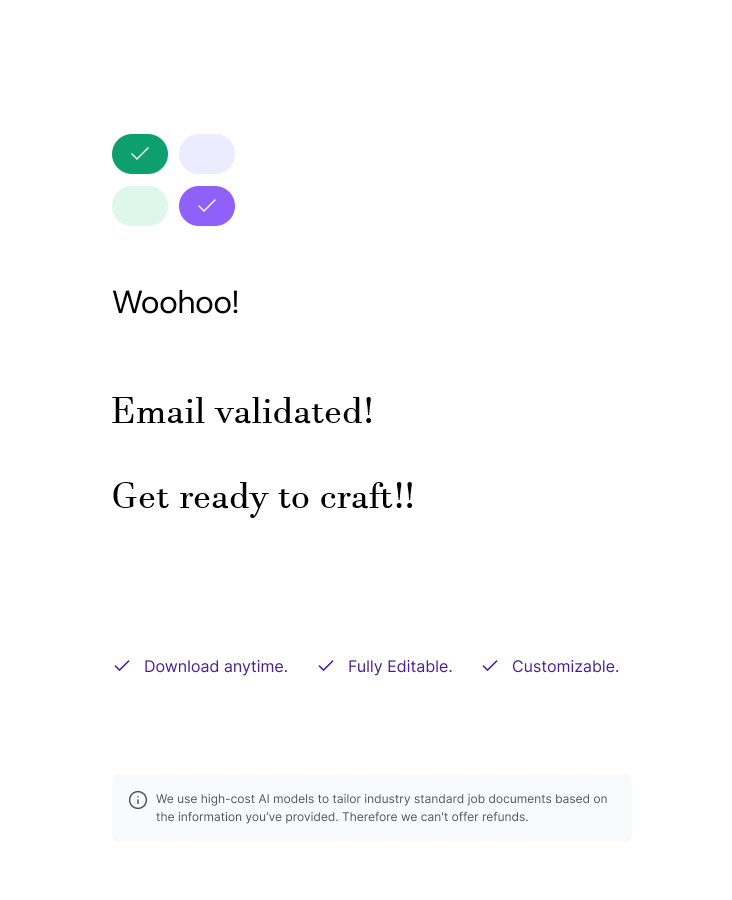 Woohoo!
Email validated!
Get ready to craft!!
Download anytime. Fully Editable. Customizable.
We use high-cost AI models to tailor industry standard job documents based on
the information you’ve provided. Therefore we can't offer refunds.